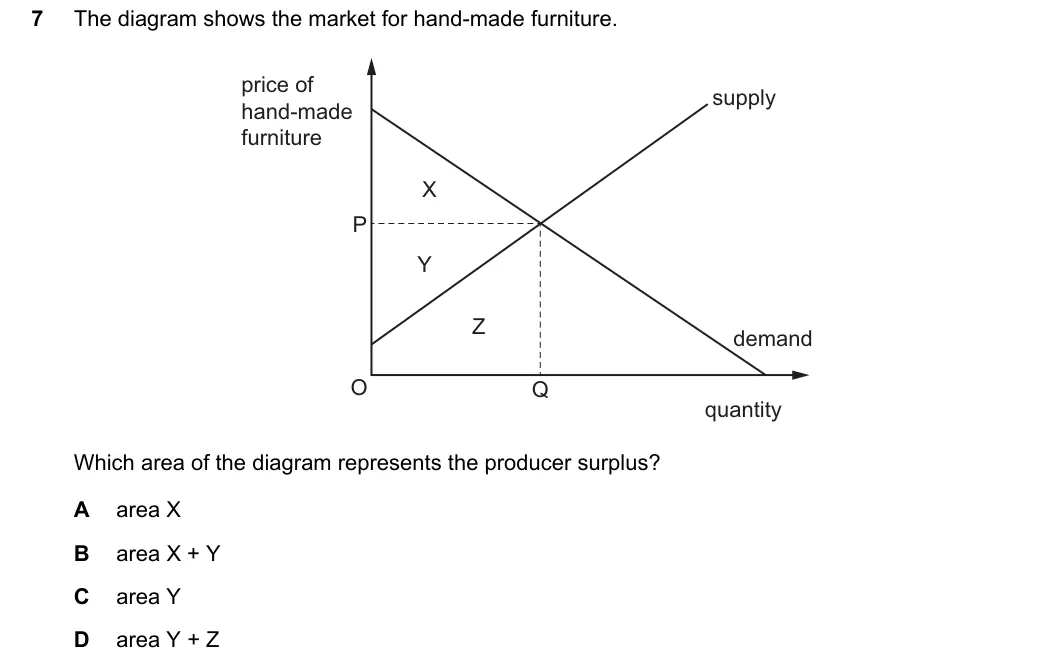 7 The diagram shows the market for hand-made furniture.
price of
hand-made
furniture
supply
X
P
Y
Z
demand
O
Q
quantity
Which area of the diagram represents the producer surplus?
A area X
B area X + Y
C area Y
D area Y + Z